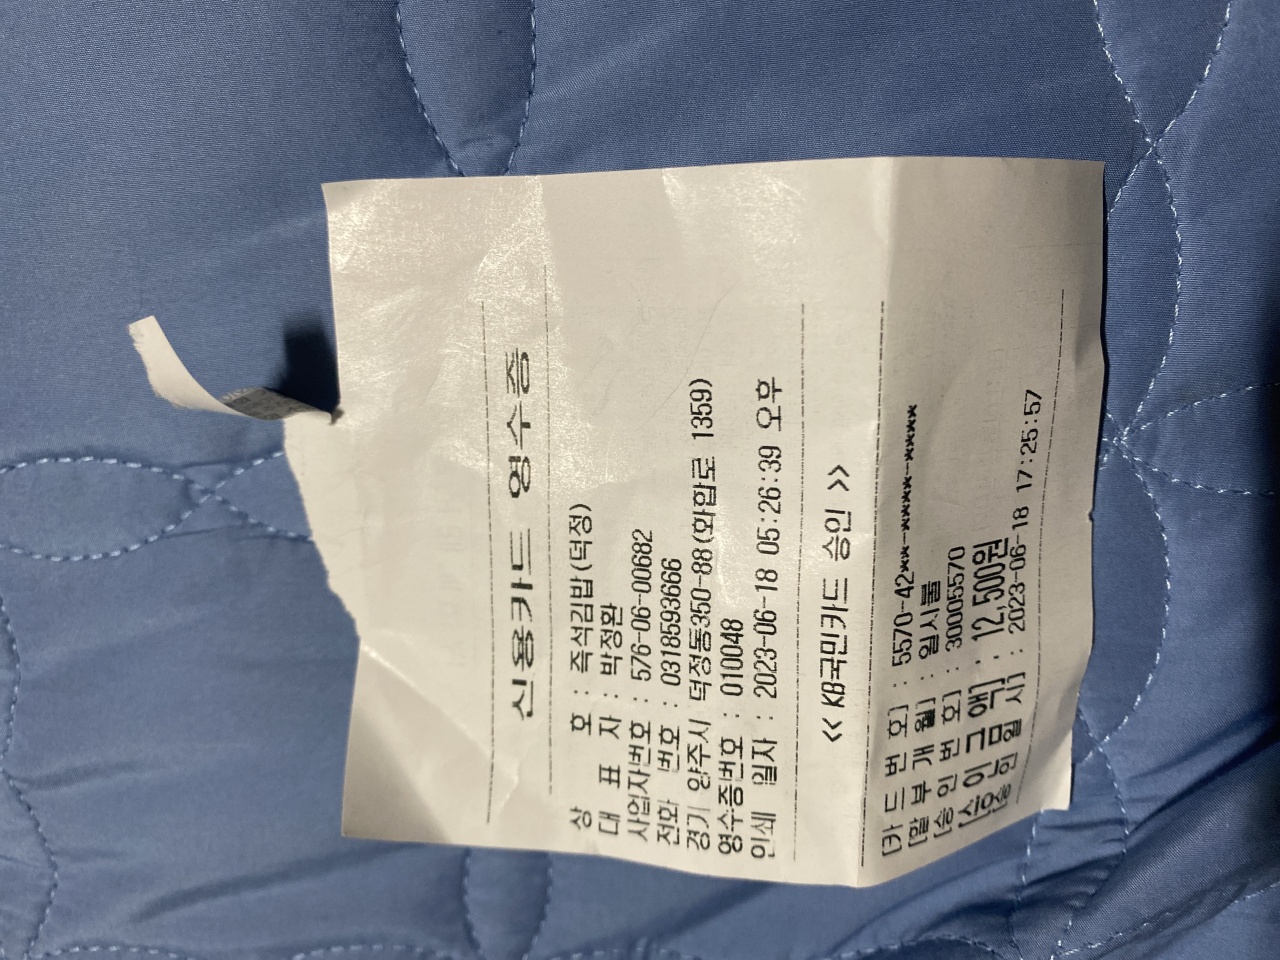 신용카드 영수증
상 호 : 즉석김밥(덕정)
대 표 자 : 박정환
사업자번호 : 576-06-00682
전화 번호 : 0318593666
경기 양주시 덕정동350-88(화합로 1359)
영수증번호 : 010048
인쇄 일자 : 2023-06-18 05:26:39 오후
<< KB국민카드 승인 >>
[카 드 번 호] : 5570-42**-****-****
[할 부 개 월] : 일시불
[승 인 번 호] : 30005570
[승 인 금 액] : 12,500원
[승 인 일 시] : 2023-06-18 17:25:57